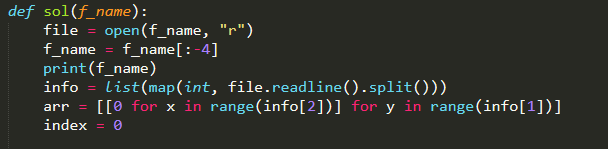 def sol(f_name):
    file = open(f_name, "r")
    f_name = f_name[:-4]
    print(f_name)
    info = list(map(int, file.readline().split()))
    arr = [[0 for x in range(info[2])] for y in range(info[1])]
    index = 0